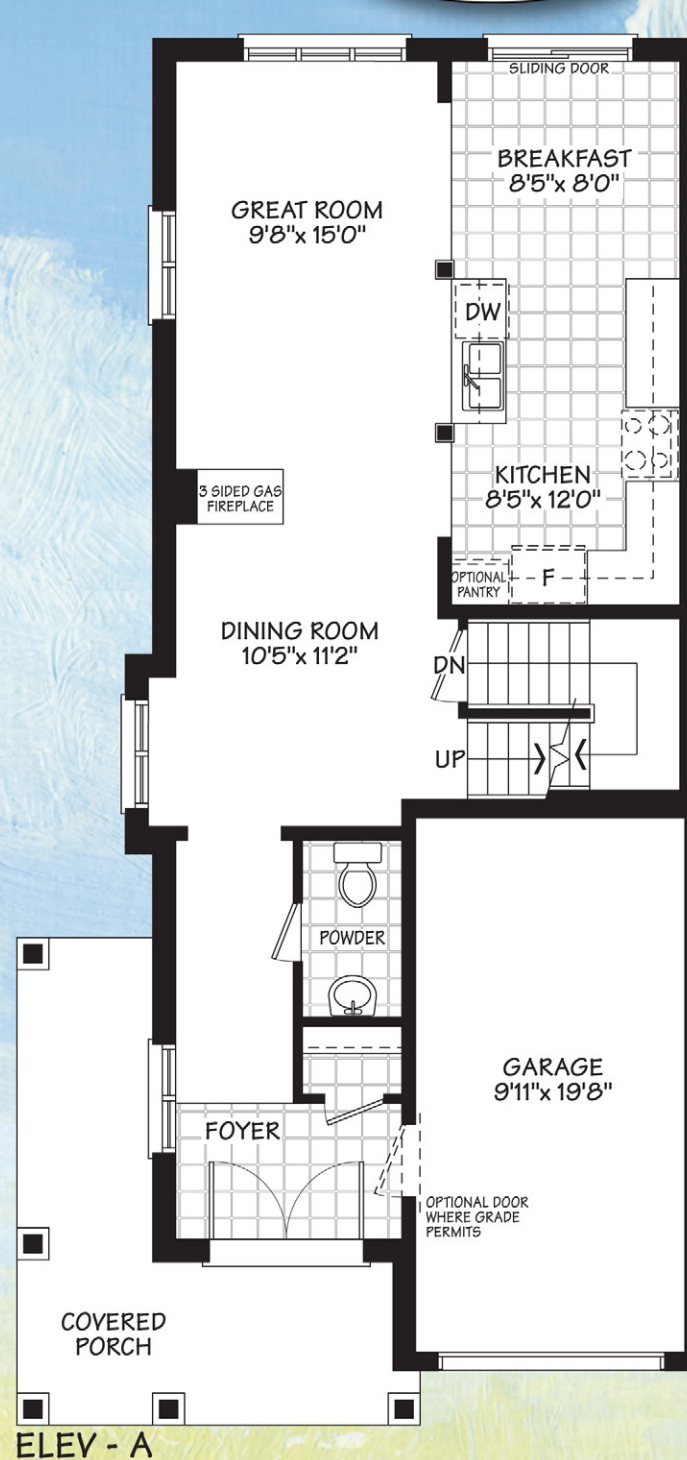 SLIDING DOOR
BREAKFAST
8'5"x 8'0"
GREAT ROOM
9'8"x 15'0"
DW
3 SIDED GAS
FIREPLACE
KITCHEN
8'5"x 12'0"
OPTIONAL
PANTRY
F
DINING ROOM
10'5"x 11'2"
DN
UP
POWDER
GARAGE
9'11"x 19'8"
FOYER
OPTIONAL DOOR
WHERE GRADE
PERMITS
COVERED
PORCH
ELEV - A